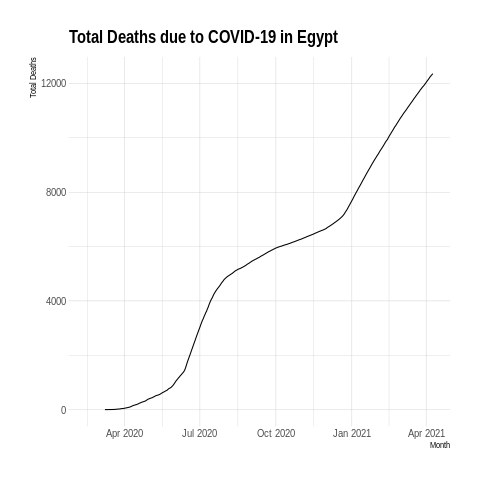 Total Deaths due to COVID-19 in Egypt
Total Deaths
12000
8000
4000
0
Apr 2020 Jul 2020 Oct 2020 Jan 2021 Apr 2021
Month